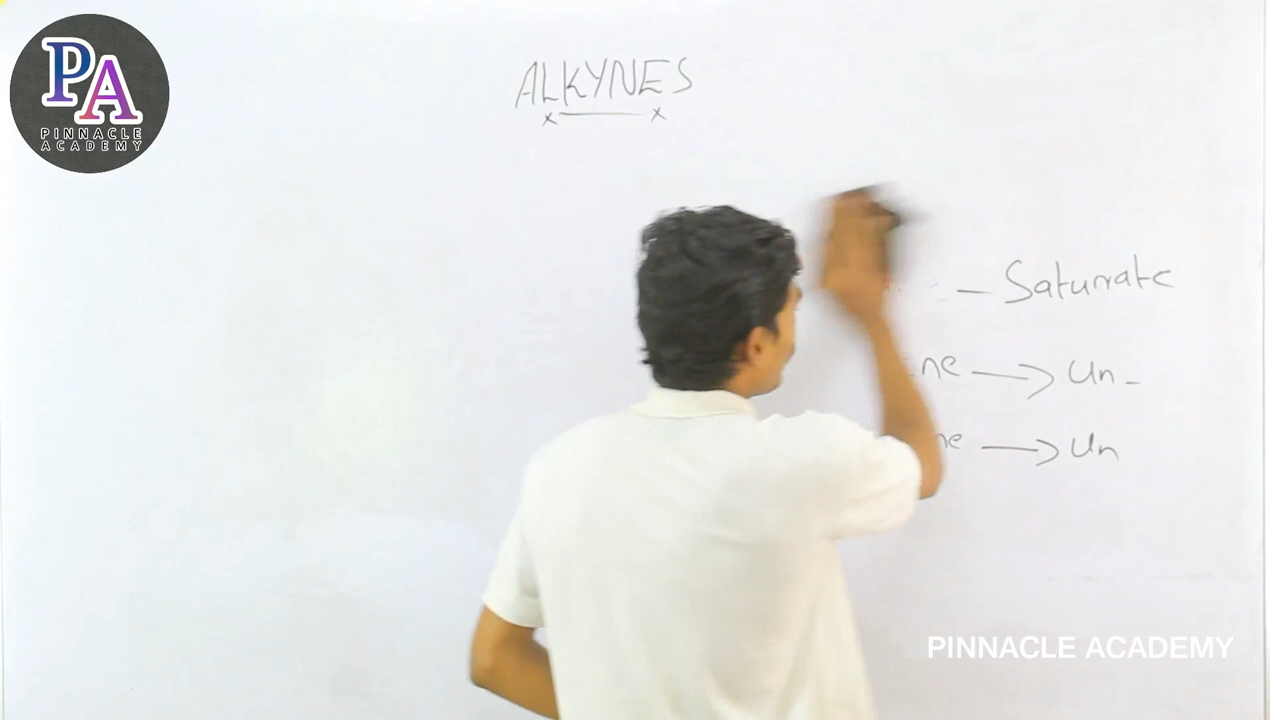 PA
PINNACLE
ACADEMY
ALKYNES
— Saturate
ne → Un -
ne → Un
PINNACLE ACADEMY